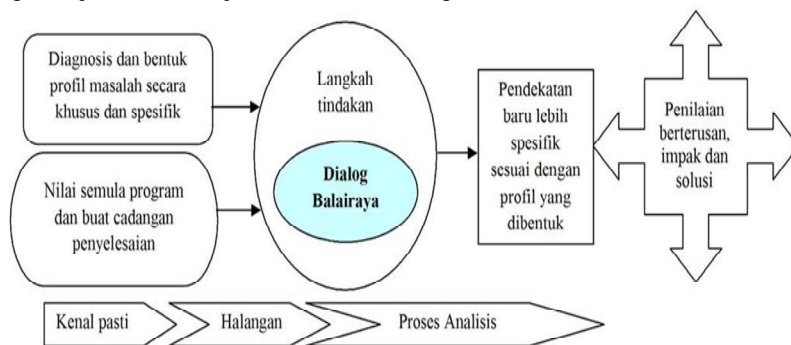 Diagnosis dan bentuk
profil masalah secara
khusus dan spesifik
Nilai semula program
dan buat cadangan
penyelesaian
Langkah
tindakan
Dialog
Balairaya
Pendekatan
baru lebih
spesifik
sesuai dengan
profil yang
dibentuk
Penilaian
berterusan,
impak dan
solusi
Kenal pasti
Halangan
Proses Analisis